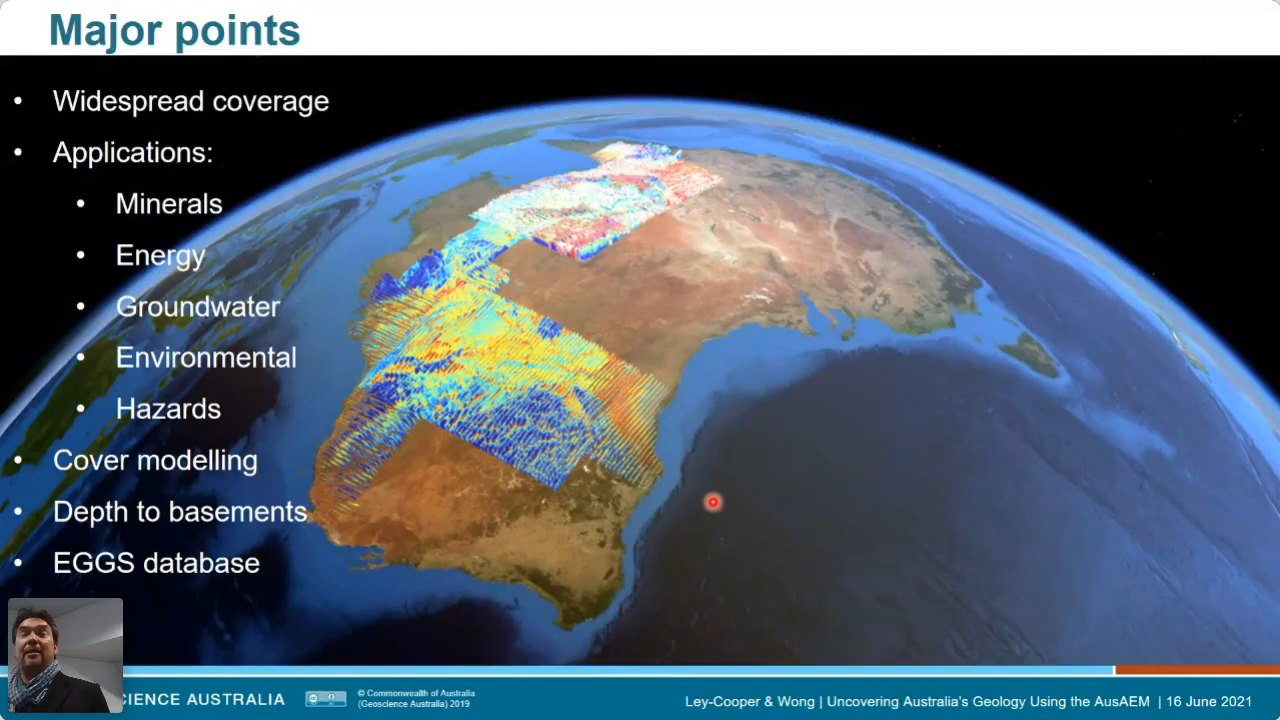 Major points
• Widespread coverage
• Applications:
• Minerals
• Energy
• Groundwater
• Environmental
• Hazards
• Cover modelling
• Depth to basements
• EGGS database
CIENCE AUSTRALIA
© Commonwealth of Australia
(Geoscience Australia) 2019
Ley-Cooper & Wong | Uncovering Australia's Geology Using the AusAEM | 16 June 2021